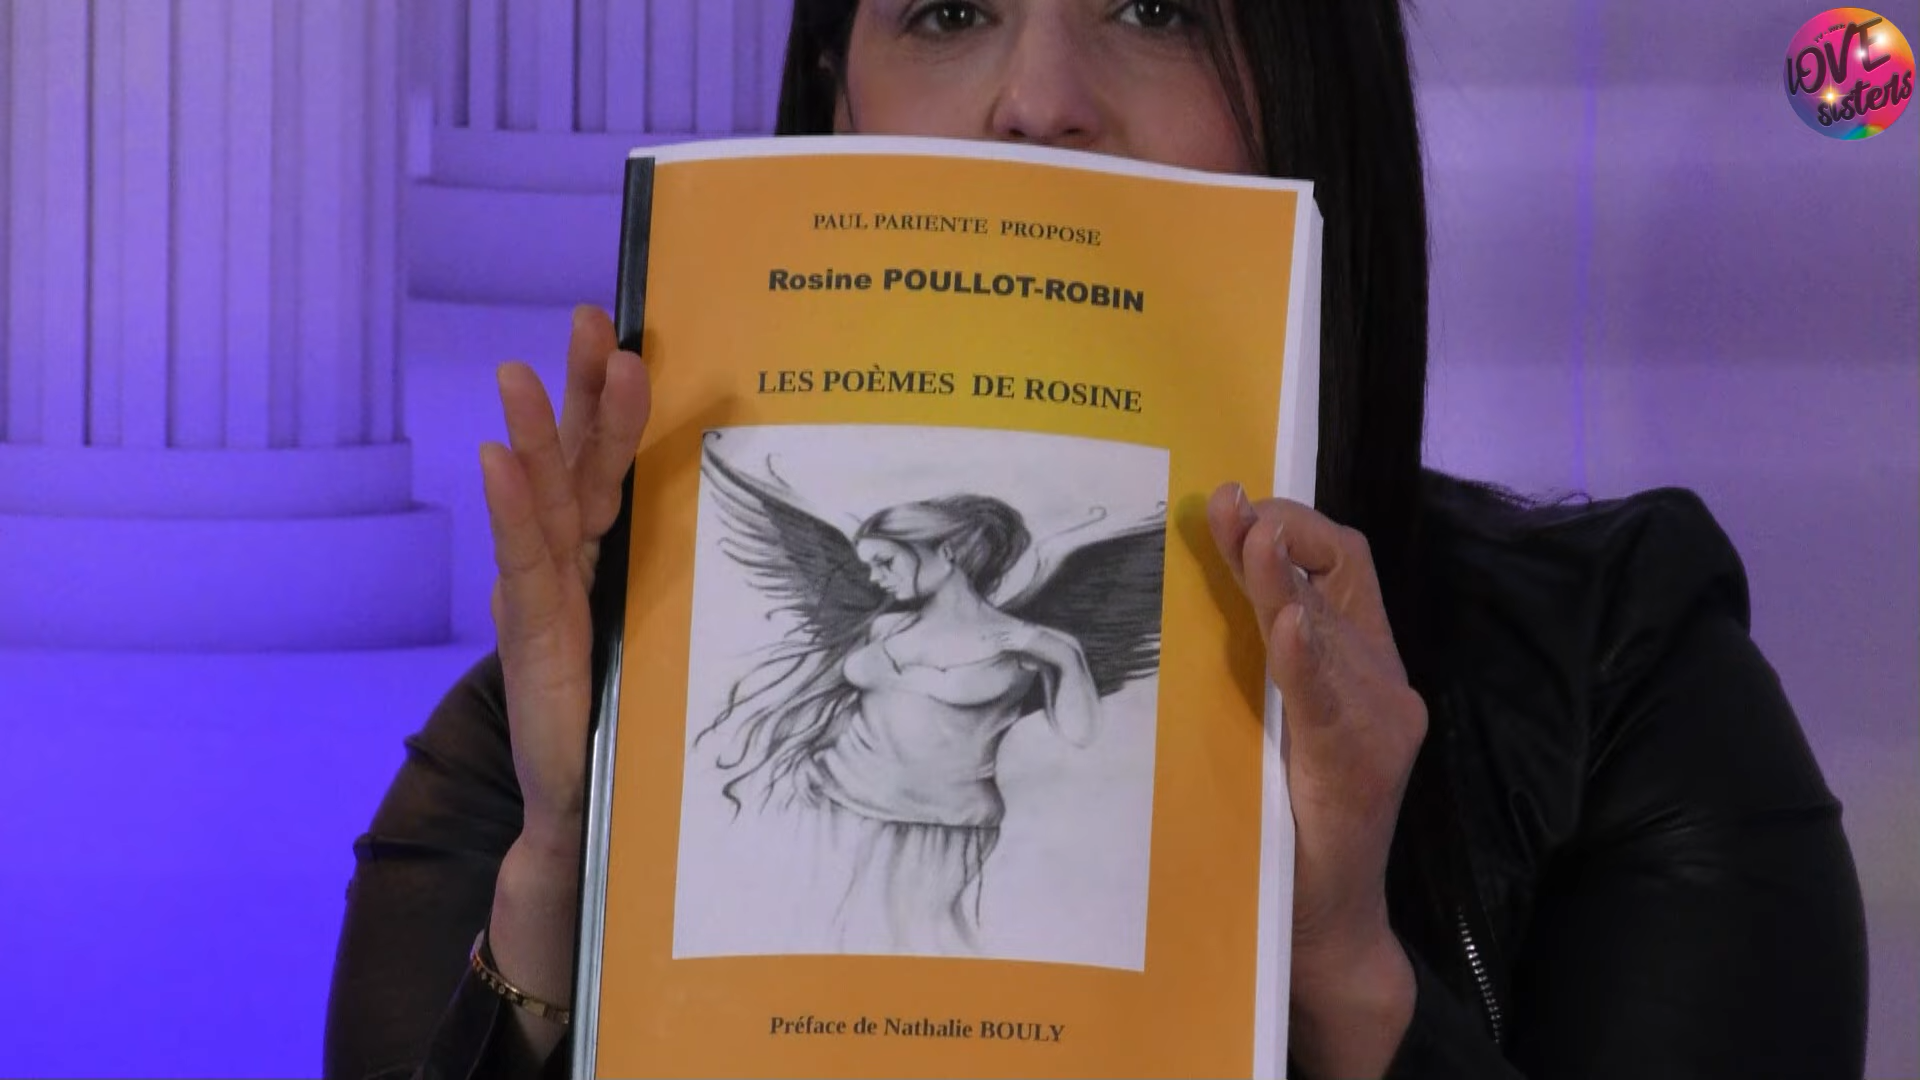 LOVE
sisters
PAUL PARIENTE PROPOSE
Rosine POULLOT-ROBIN
LES POÈMES DE ROSINE
Préface de Nathalie BOULY